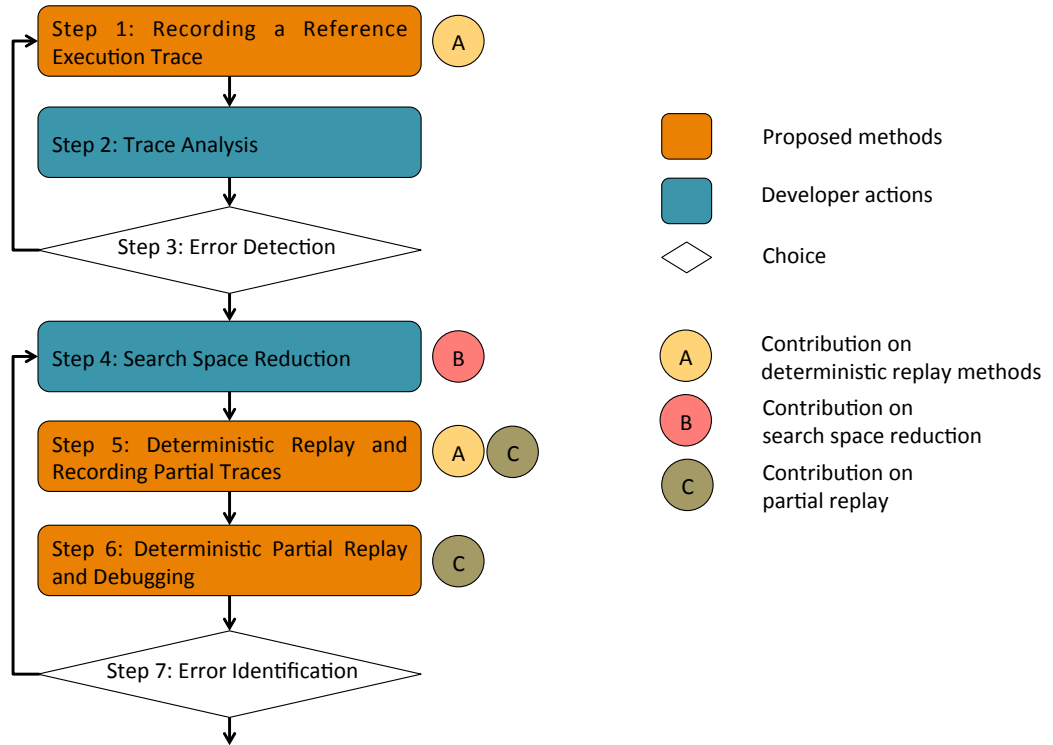 Step 1: Recording a Reference
Execution Trace
A
Step 2: Trace Analysis
Step 3: Error Detection
Step 4: Search Space Reduction
B
Step 5: Deterministic Replay and
Recording Partial Traces
A
C
Step 6: Deterministic Partial Replay
and Debugging
C
Step 7: Error Identification
Proposed methods
Developer actions
Choice
A
Contribution on
deterministic replay methods
B
Contribution on
search space reduction
C
Contribution on
partial replay